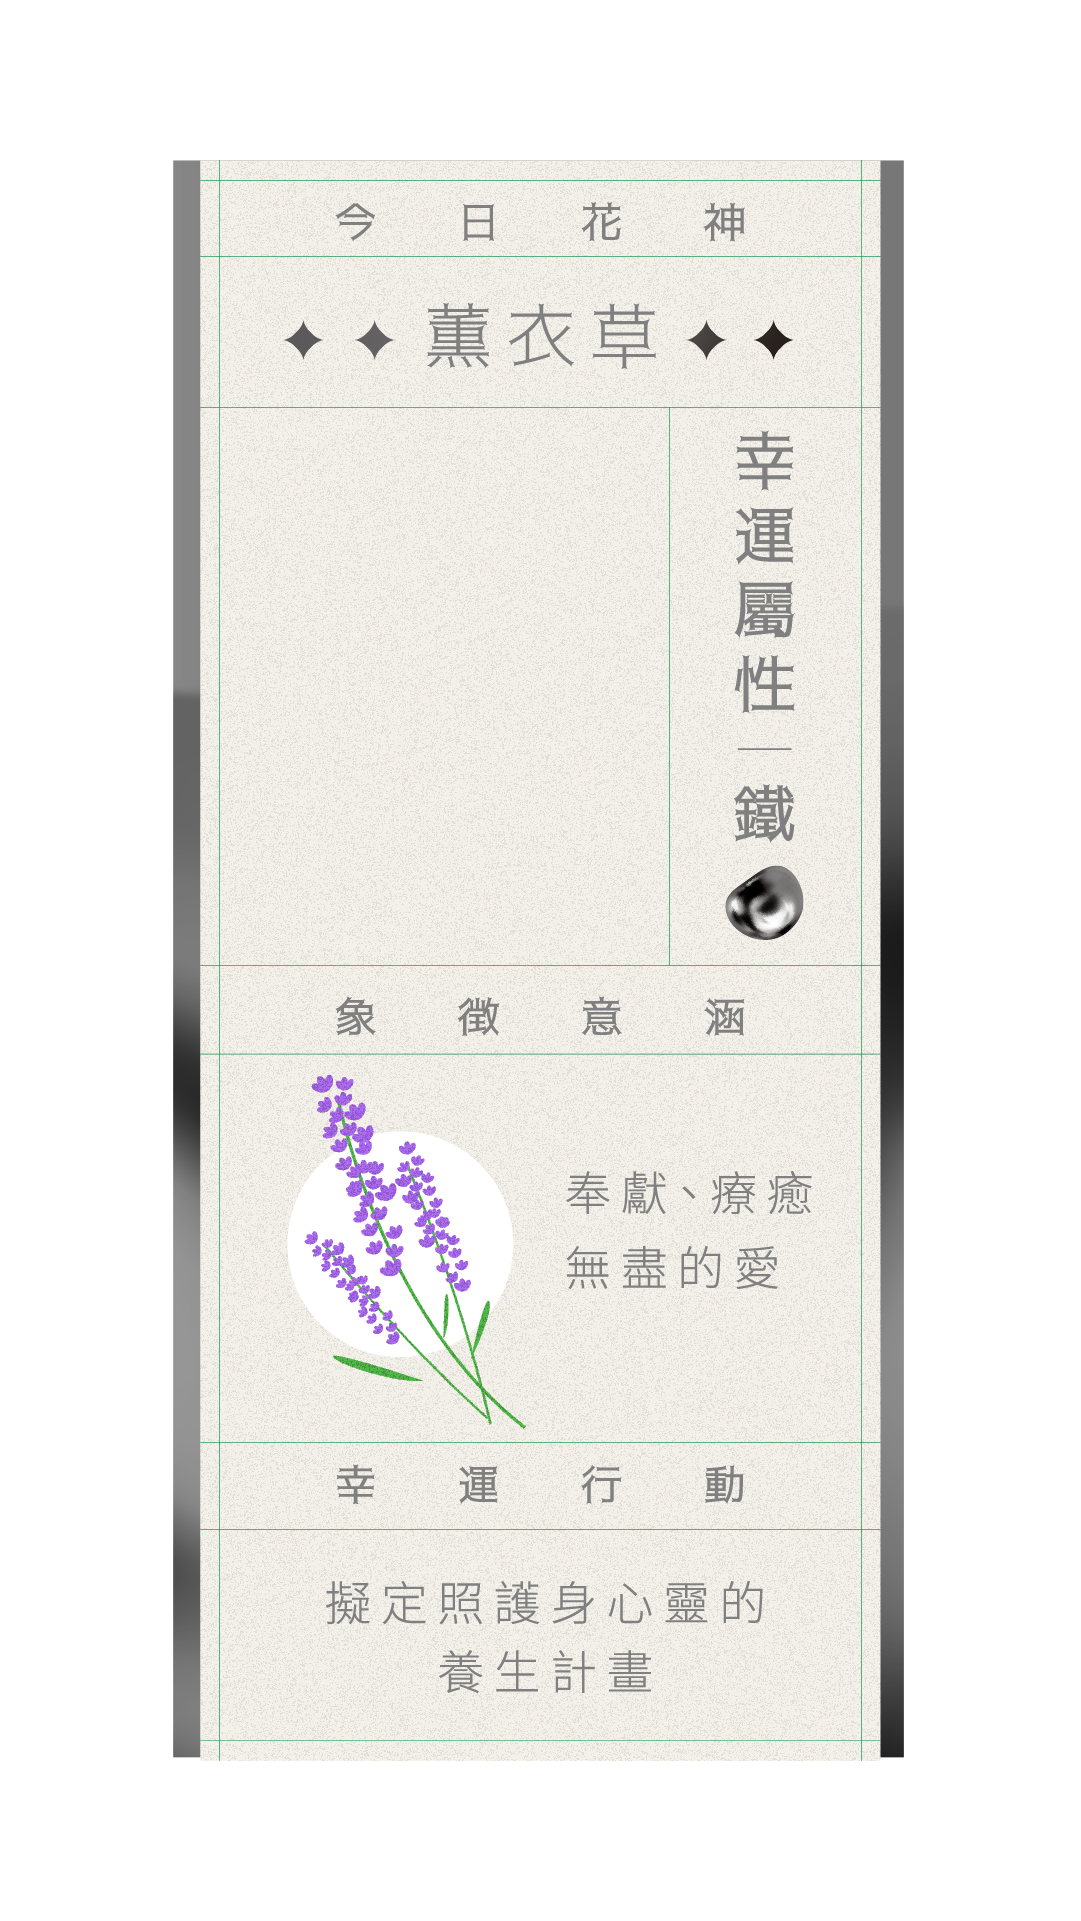 今日花神
✦ ✦ 薰衣草 ✦ ✦
幸運屬性｜鐵
象徵意涵
奉獻、療癒
無盡的愛
幸運行動
擬定照護身心靈的
養生計畫